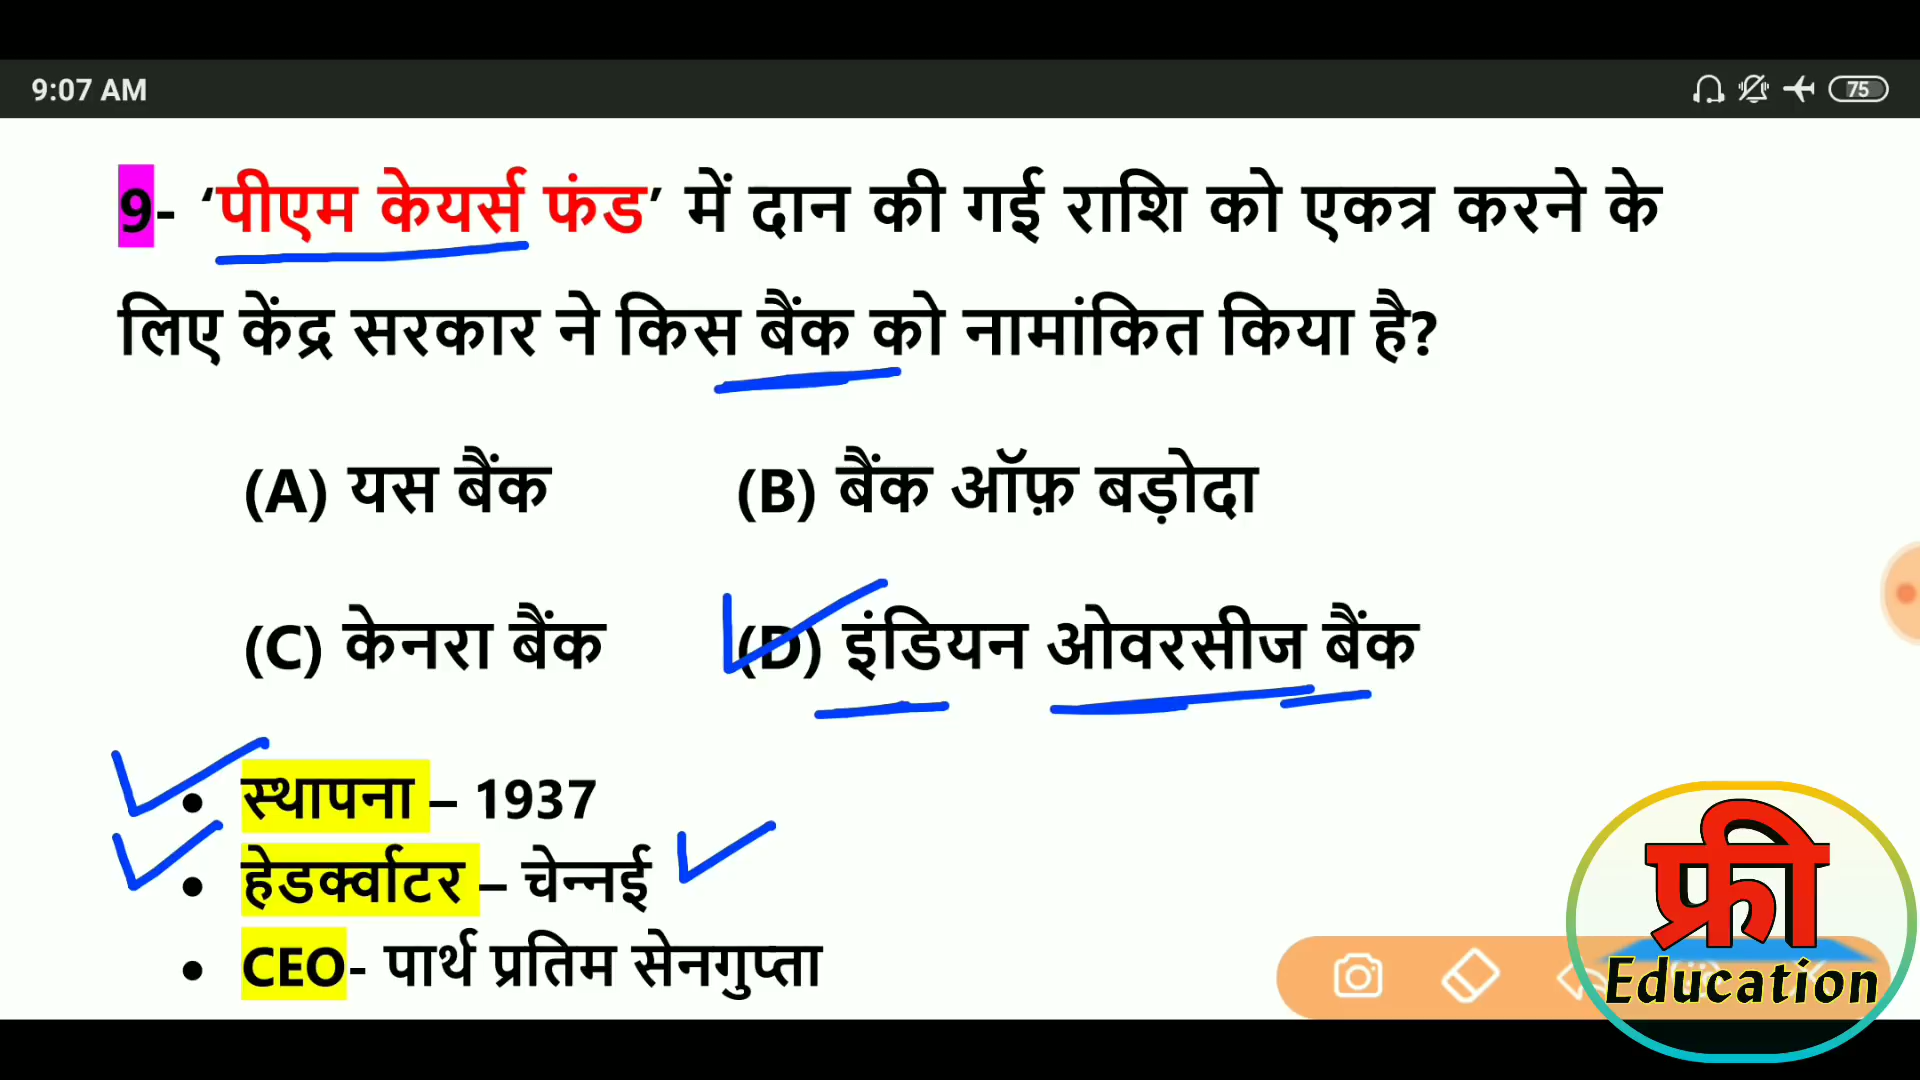 9:07 AM
75
9- ‘पीएम केयर्स फंड’ में दान की गई राशि को एकत्र करने के
लिए केंद्र सरकार ने किस बैंक को नामांकित किया है?
(A) यस बैंक (B) बैंक ऑफ़ बड़ोदा
(C) केनरा बैंक (D) इंडियन ओवरसीज बैंक
• स्थापना – 1937
• हेडर्क्वाटर – चेन्नई
• CEO- पार्थ प्रतिम सेनगुप्ता
फ्री
Education